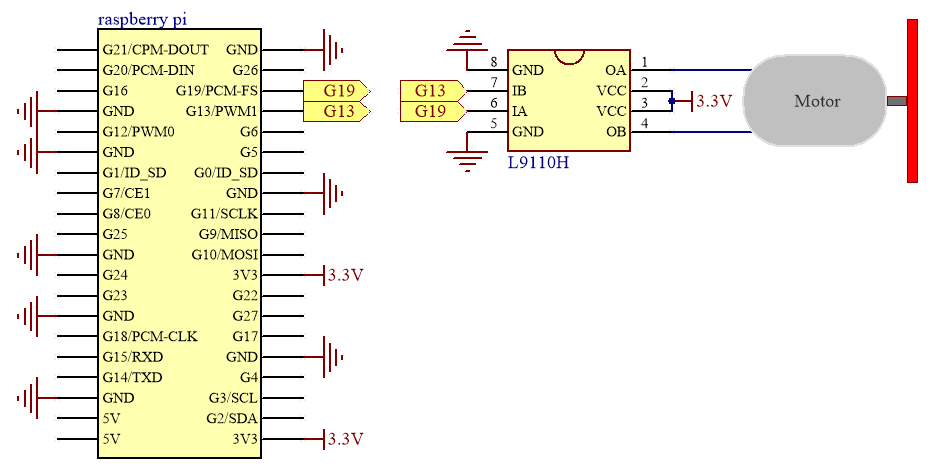 raspberry pi
G21/CPM-DOUT GND
G20/PCM-DIN G26
G16 G19/PCM-FS G19
GND G13/PWM1 G13
G12/PWM0 G6
GND G5
G1/ID_SD G0/ID_SD
G7/CE1 GND
G8/CE0 G11/SCLK
G25 G9/MISO
GND G10/MOSI
G24 3V3 3.3V
G23 G22
GND G27
G18/PCM-CLK G17
G15/RXD GND
G14/TXD G4
GND G3/SCL
5V G2/SDA
5V 3V3 3.3V
8 GND OA 1
G13 7 IB VCC 2
G19 6 IA VCC 3
5 GND OB 4
3.3V
L9110H
Motor